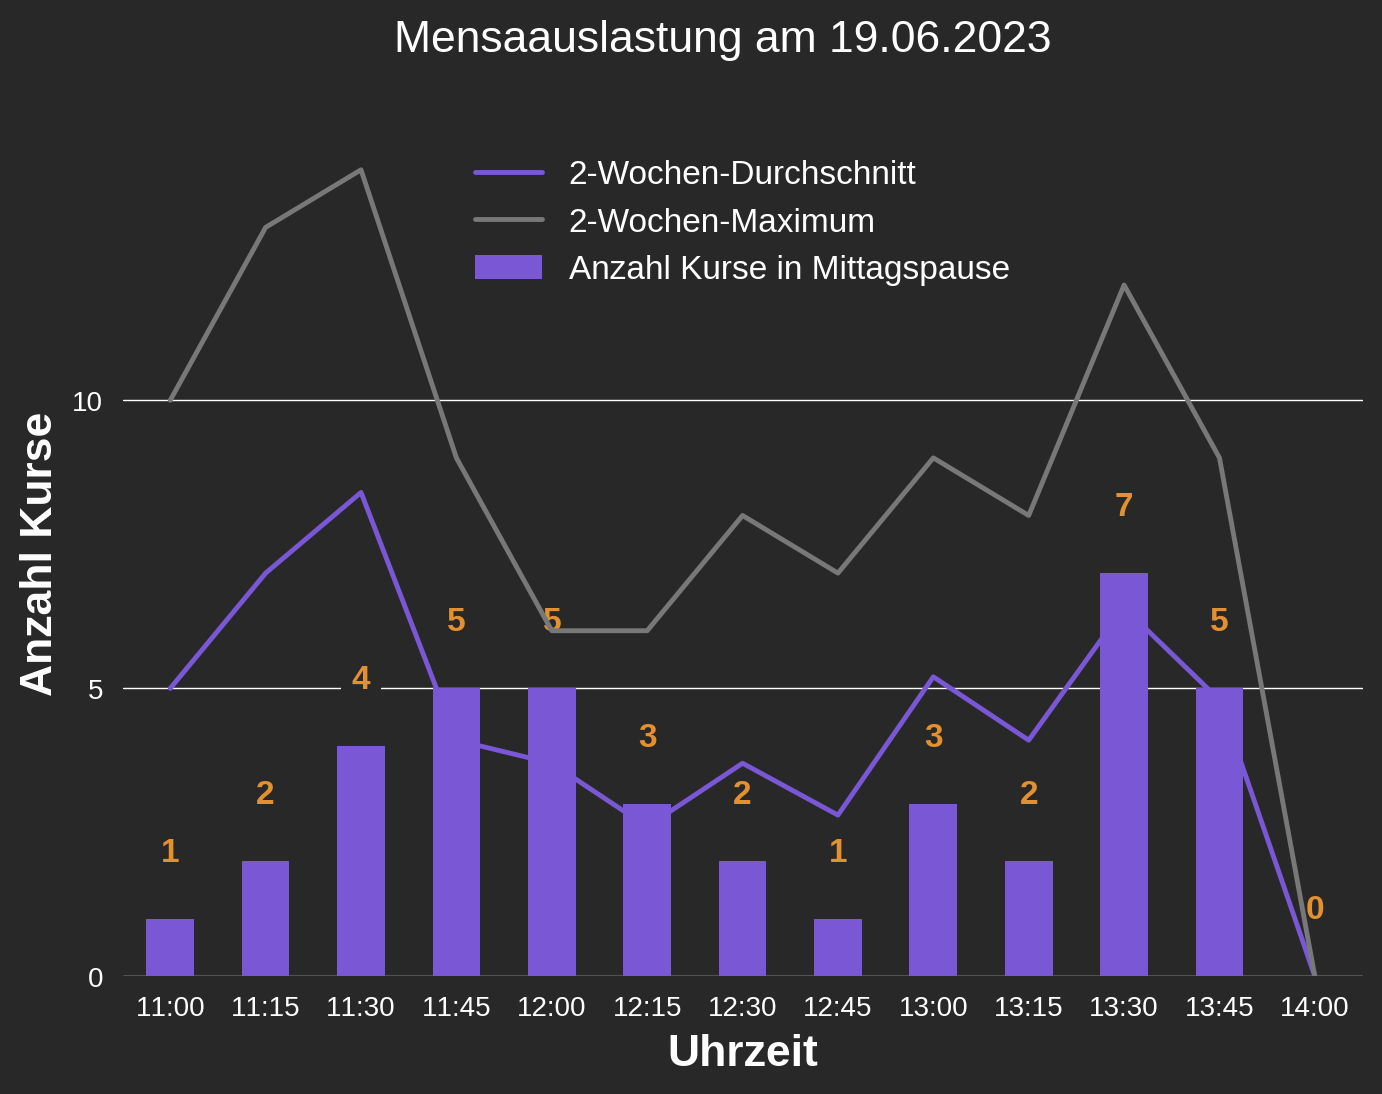 Mensaauslastung am 19.06.2023
2-Wochen-Durchschnitt
2-Wochen-Maximum
Anzahl Kurse in Mittagspause
Anzahl Kurse
10
5
0
1
2
4
5
5
3
2
1
3
2
7
5
0
11:00 11:15 11:30 11:45 12:00 12:15 12:30 12:45 13:00 13:15 13:30 13:45 14:00
Uhrzeit